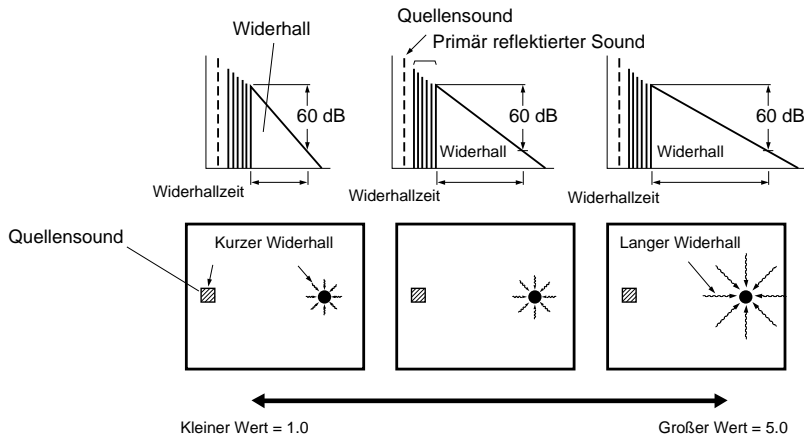 Quellensound
Widerhall
Primär reflektierter Sound
60 dB
60 dB
60 dB
Widerhall
Widerhall
Widerhallzeit
Widerhallzeit
Widerhallzeit
Quellensound
Kurzer Widerhall
Langer Widerhall
Kleiner Wert = 1.0
Großer Wert = 5.0